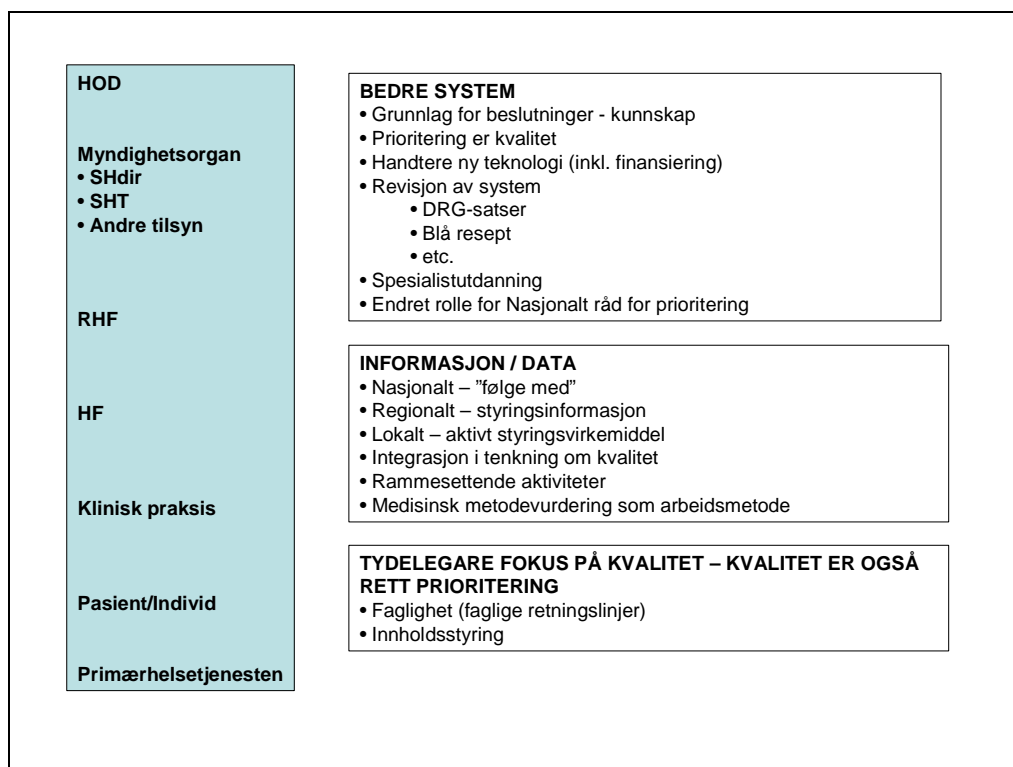 HOD
Myndighetsorgan
• SHdir
• SHT
• Andre tilsyn
RHF
HF
Klinisk praksis
Pasient/Individ
Primærhelsetjenesten
BEDRE SYSTEM
• Grunnlag for beslutninger - kunnskap
• Prioritering er kvalitet
• Handtere ny teknologi (inkl. finansiering)
• Revisjon av system
• DRG-satser
• Blå resept
• etc.
• Spesialistutdanning
• Endret rolle for Nasjonalt råd for prioritering
INFORMASJON / DATA
• Nasjonalt – ”følge med”
• Regionalt – styringsinformasjon
• Lokalt – aktivt styringsvirkemiddel
• Integrasjon i tenkning om kvalitet
• Rammesettende aktiviteter
• Medisinsk metodevurdering som arbeidsmetode
TYDELEGARE FOKUS PÅ KVALITET – KVALITET ER OGSÅ
RETT PRIORITERING
• Faglighet (faglige retningslinjer)
• Innholdsstyring